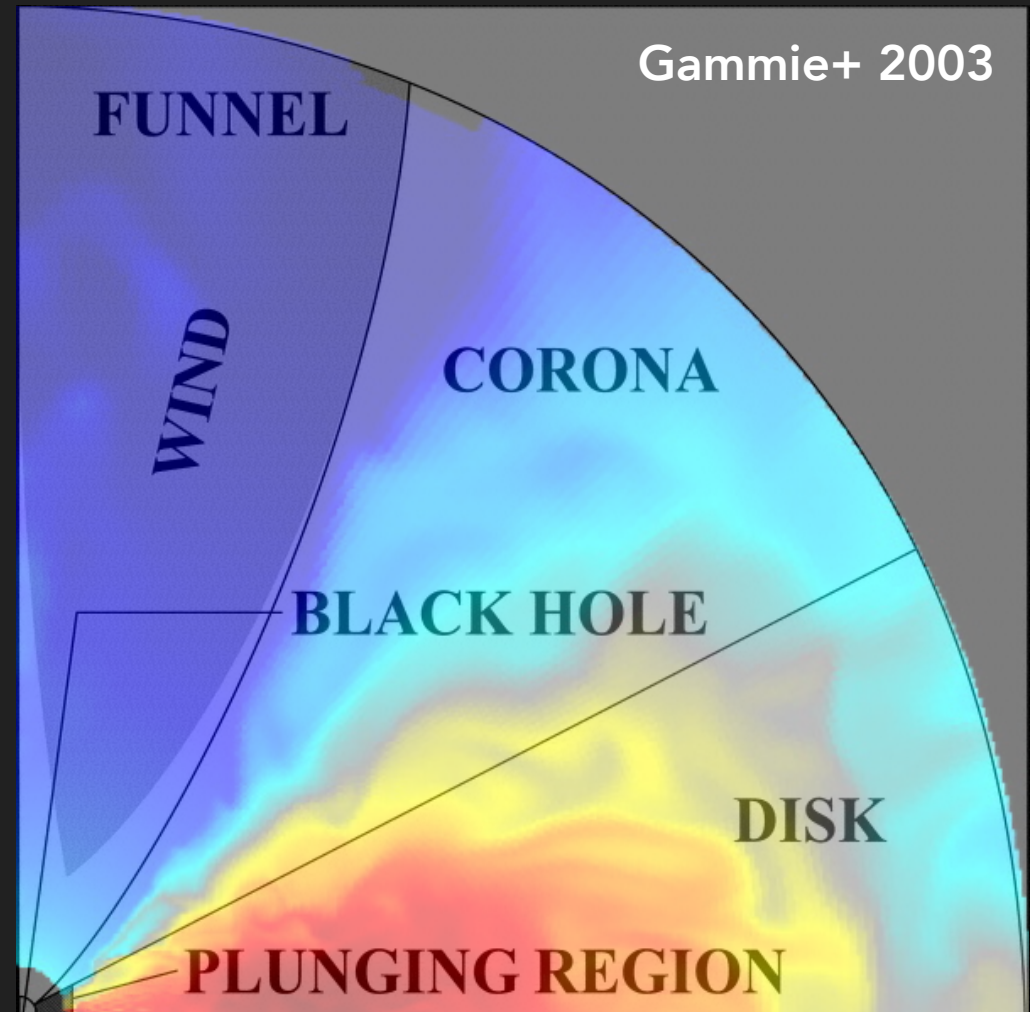 Gammie+ 2003
FUNNEL
WIND
CORONA
BLACK HOLE
DISK
PLUNGING REGION